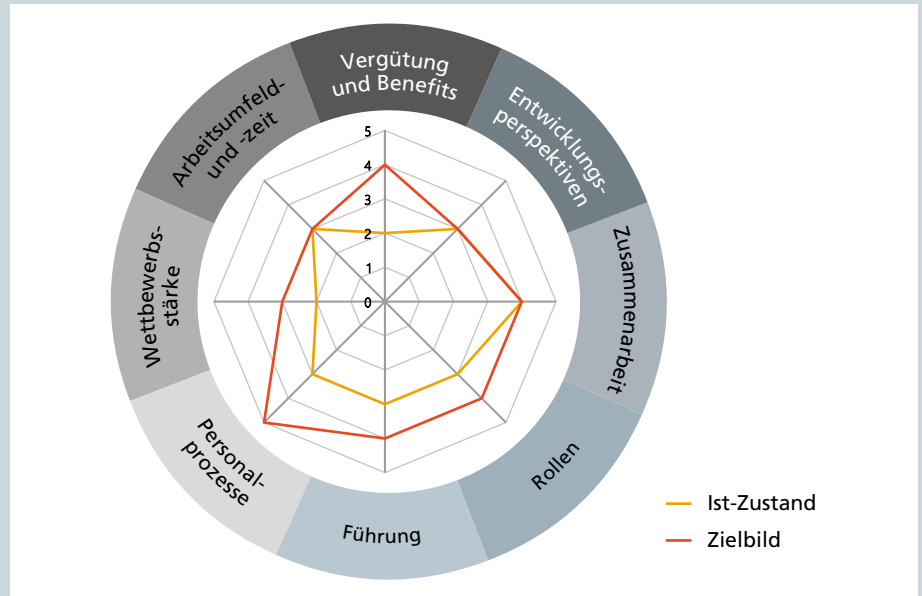 Vergütung
und Benefits
Entwicklungs-
perspektiven
Zusammenarbeit
Rollen
Führung
Personal-
prozesse
Wettbewerbs-
stärke
Arbeitsumfeld-
und -zeit
5
4
3
2
1
0
Ist-Zustand
Zielbild